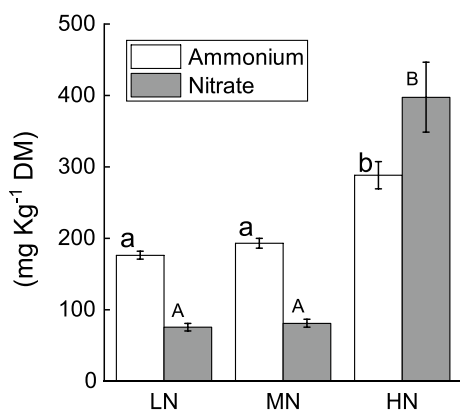 500
400
300
200
100
0
(mg Kg⁻¹ DM)
Ammonium
Nitrate
a
A
a
A
b
B
LN MN HN